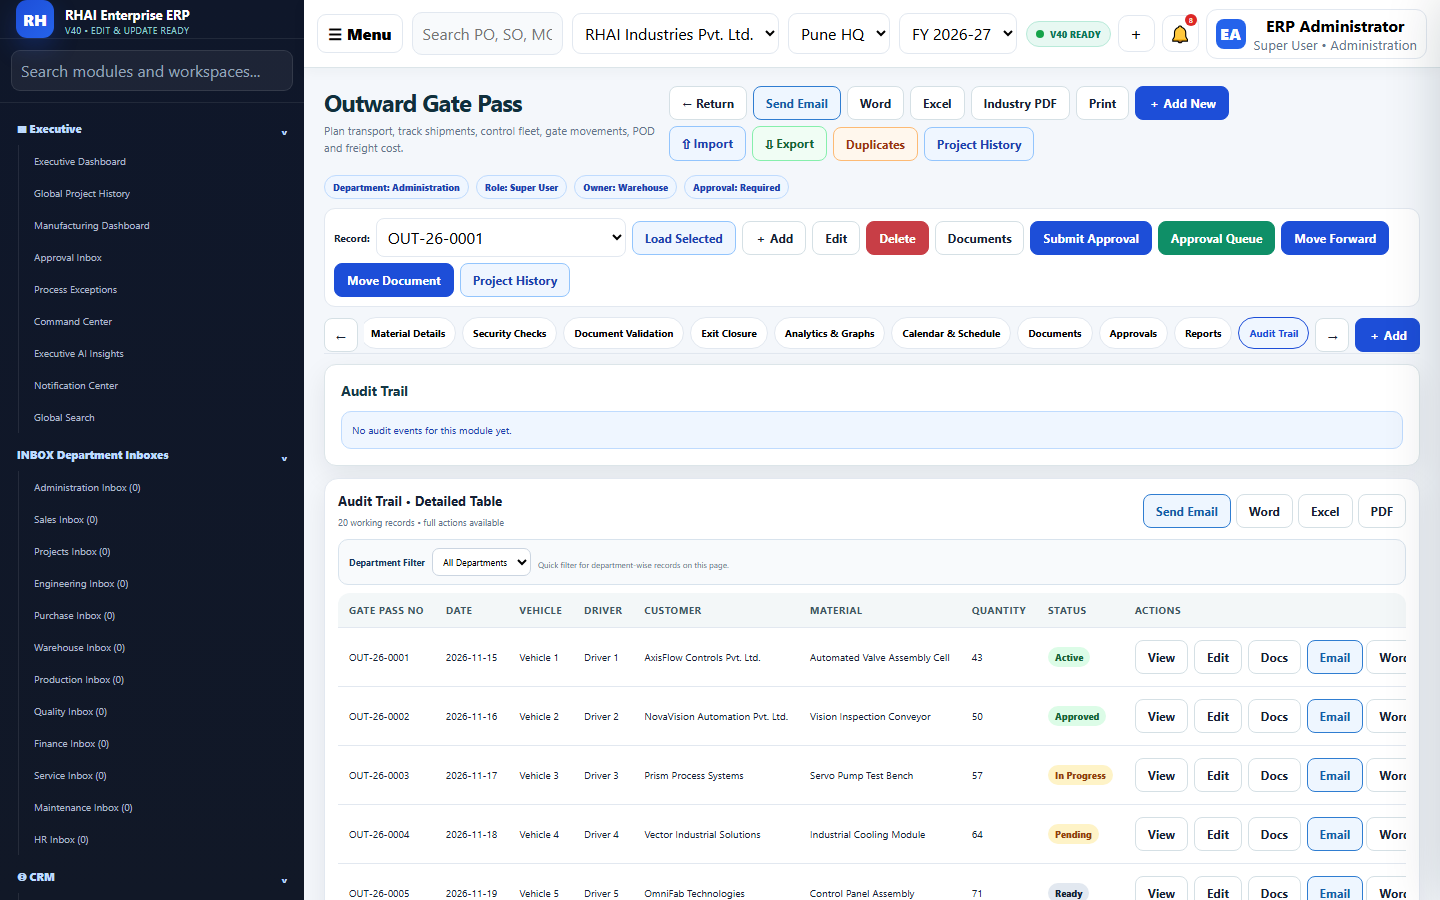 RH
RHAI Enterprise ERP
V40 • EDIT & UPDATE READY
Search modules and workspaces...
Executive
Executive Dashboard
Global Project History
Manufacturing Dashboard
Approval Inbox
Process Exceptions
Command Center
Executive AI Insights
Notification Center
Global Search
INBOX Department Inboxes
Administration Inbox (0)
Sales Inbox (0)
Projects Inbox (0)
Engineering Inbox (0)
Purchase Inbox (0)
Warehouse Inbox (0)
Production Inbox (0)
Quality Inbox (0)
Finance Inbox (0)
Service Inbox (0)
Maintenance Inbox (0)
HR Inbox (0)
CRM
☰ Menu
Search PO, SO, MO
RHAI Industries Pvt. Ltd.
Pune HQ
FY 2026-27
V40 READY
+
8
EA
ERP Administrator
Super User • Administration
Outward Gate Pass
Plan transport, track shipments, control fleet, gate movements, POD
and freight cost.
← Return
Send Email
Word
Excel
Industry PDF
Print
+ Add New
⇧ Import
⇩ Export
Duplicates
Project History
Department: Administration
Role: Super User
Owner: Warehouse
Approval: Required
Record:
OUT-26-0001
Load Selected
+ Add
Edit
Delete
Documents
Submit Approval
Approval Queue
Move Forward
Move Document
Project History
←
Material Details
Security Checks
Document Validation
Exit Closure
Analytics & Graphs
Calendar & Schedule
Documents
Approvals
Reports
Audit Trail
→
+ Add
Audit Trail
No audit events for this module yet.
Audit Trail • Detailed Table
20 working records • full actions available
Send Email
Word
Excel
PDF
Department Filter
All Departments
Quick filter for department-wise records on this page.
GATE PASS NO DATE VEHICLE DRIVER CUSTOMER MATERIAL QUANTITY STATUS ACTIONS
OUT-26-0001 2026-11-15 Vehicle 1 Driver 1 AxisFlow Controls Pvt. Ltd. Automated Valve Assembly Cell 43 Active View Edit Docs Email Word
OUT-26-0002 2026-11-16 Vehicle 2 Driver 2 NovaVision Automation Pvt. Ltd. Vision Inspection Conveyor 50 Approved View Edit Docs Email Word
OUT-26-0003 2026-11-17 Vehicle 3 Driver 3 Prism Process Systems Servo Pump Test Bench 57 In Progress View Edit Docs Email Word
OUT-26-0004 2026-11-18 Vehicle 4 Driver 4 Vector Industrial Solutions Industrial Cooling Module 64 Pending View Edit Docs Email Word
OUT-26-0005 2026-11-19 Vehicle 5 Driver 5 OmniFab Technologies Control Panel Assembly 71 Ready View Edit Docs Email Word